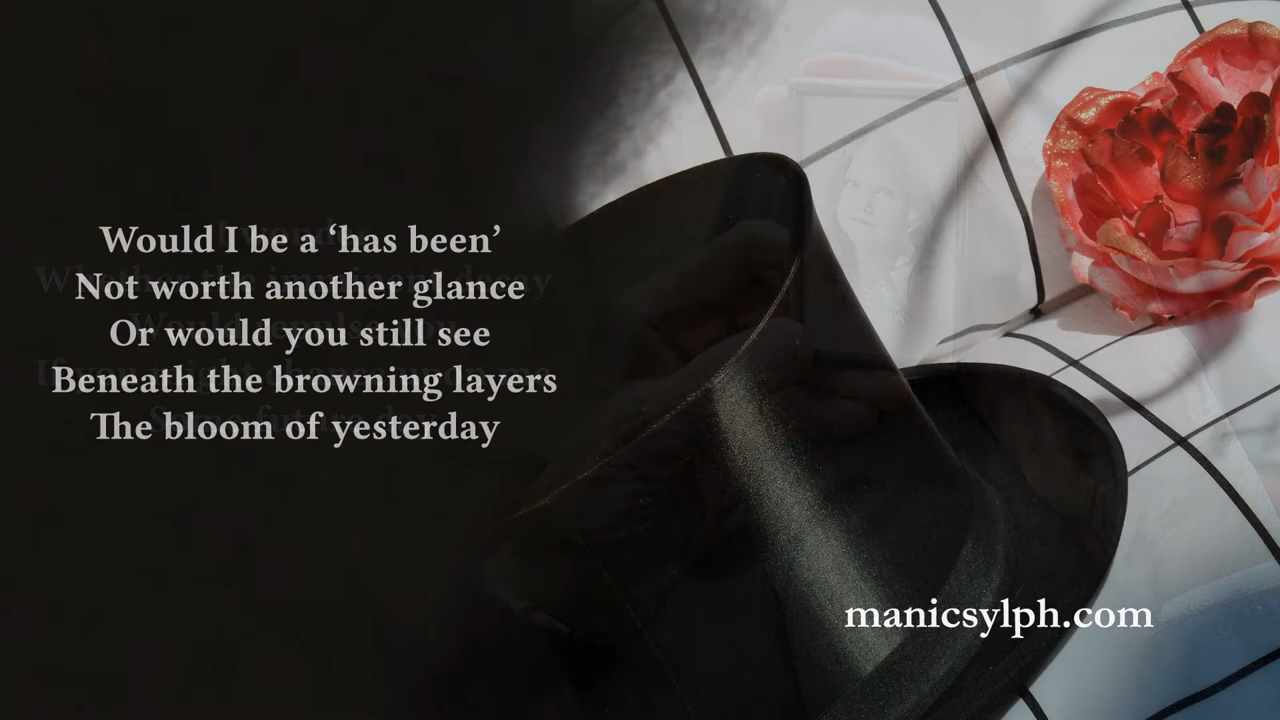 Would I be a ‘has been’
Not worth another glance
Or would you still see
Beneath the browning layers
The bloom of yesterday
manicsylph.com